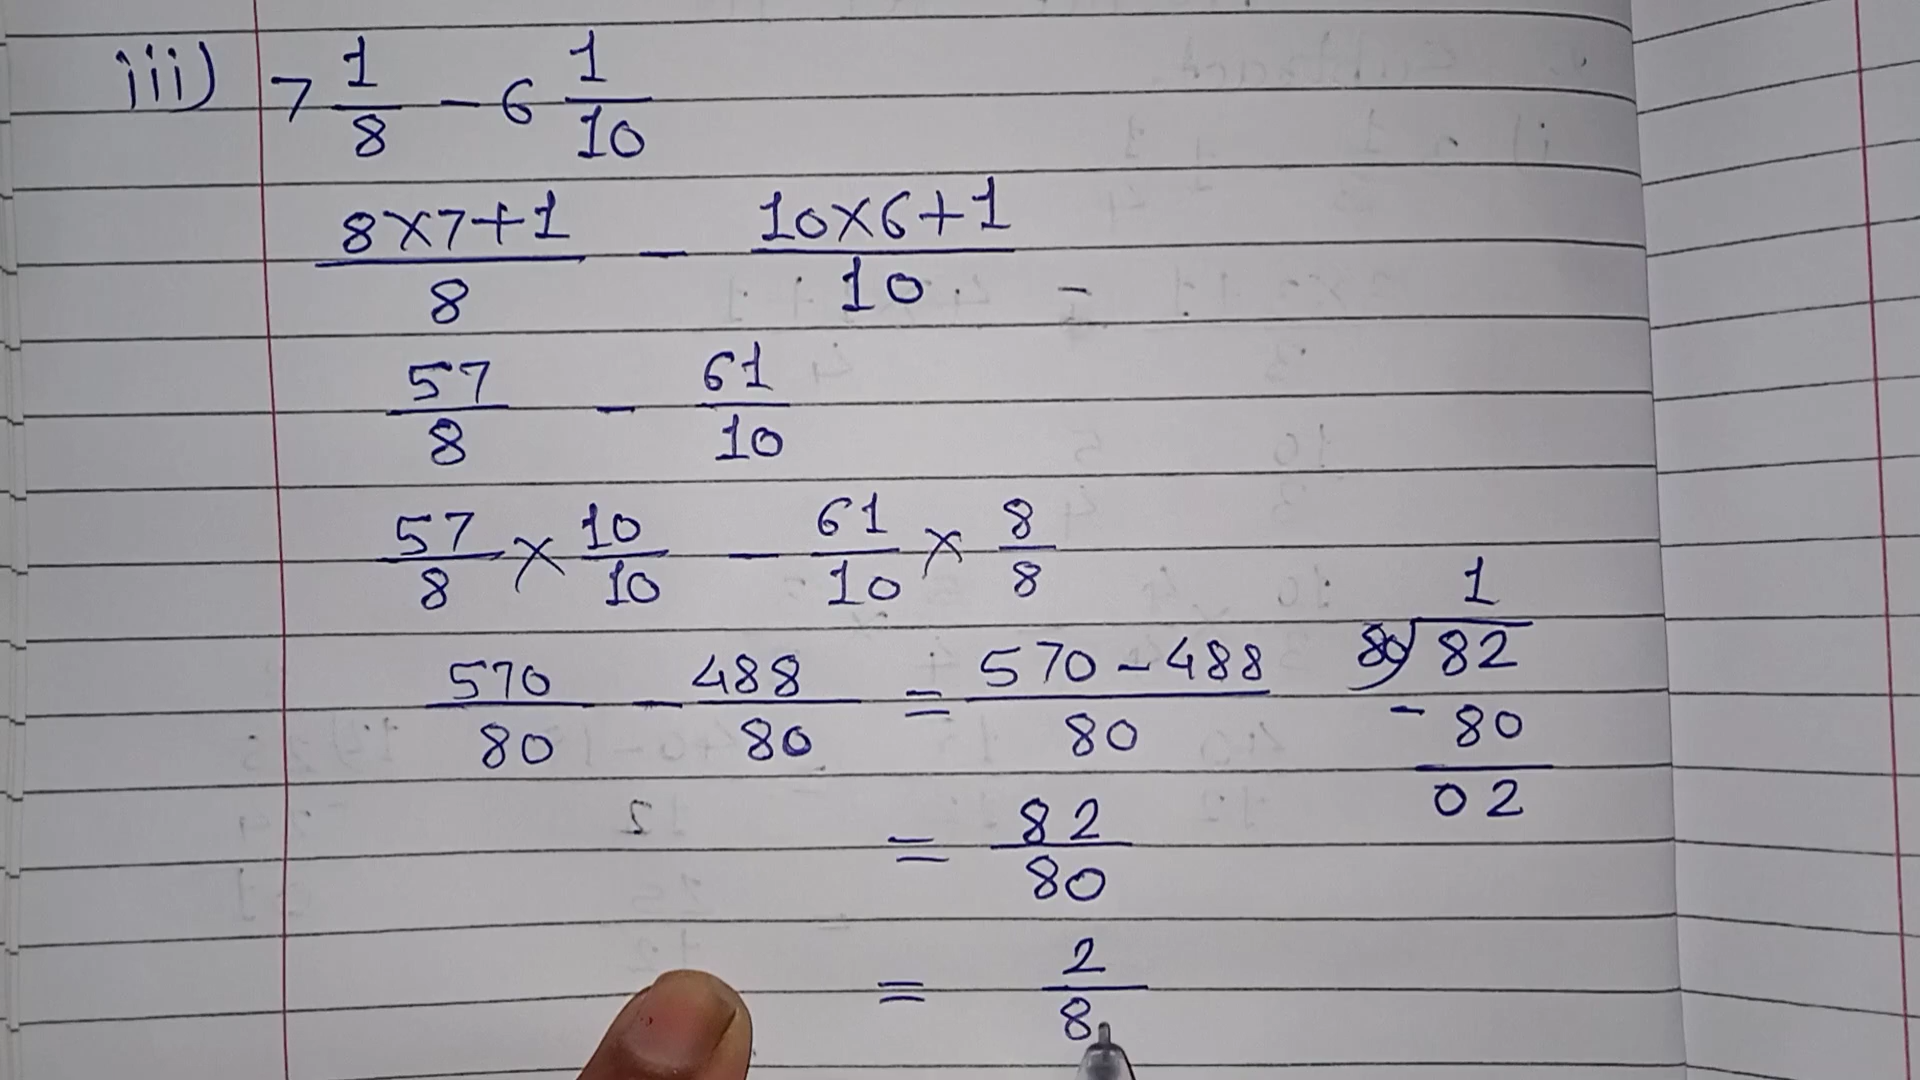 iii) 7 1/8 - 6 1/10
8×7+1/8 - 10×6+1/10
57/8 - 61/10
57/8 × 10/10 - 61/10 × 8/8
570/80 - 488/80 = 570-488/80
= 82/80
= 2/8
1
80)82
- 80
02